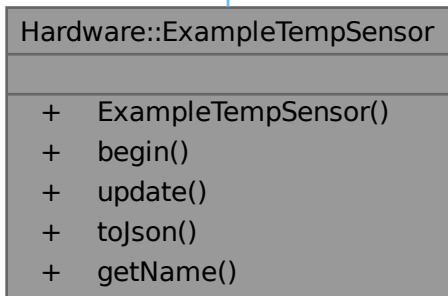 Hardware::ExampleTempSensor
+ ExampleTempSensor()
+ begin()
+ update()
+ toJson()
+ getName()